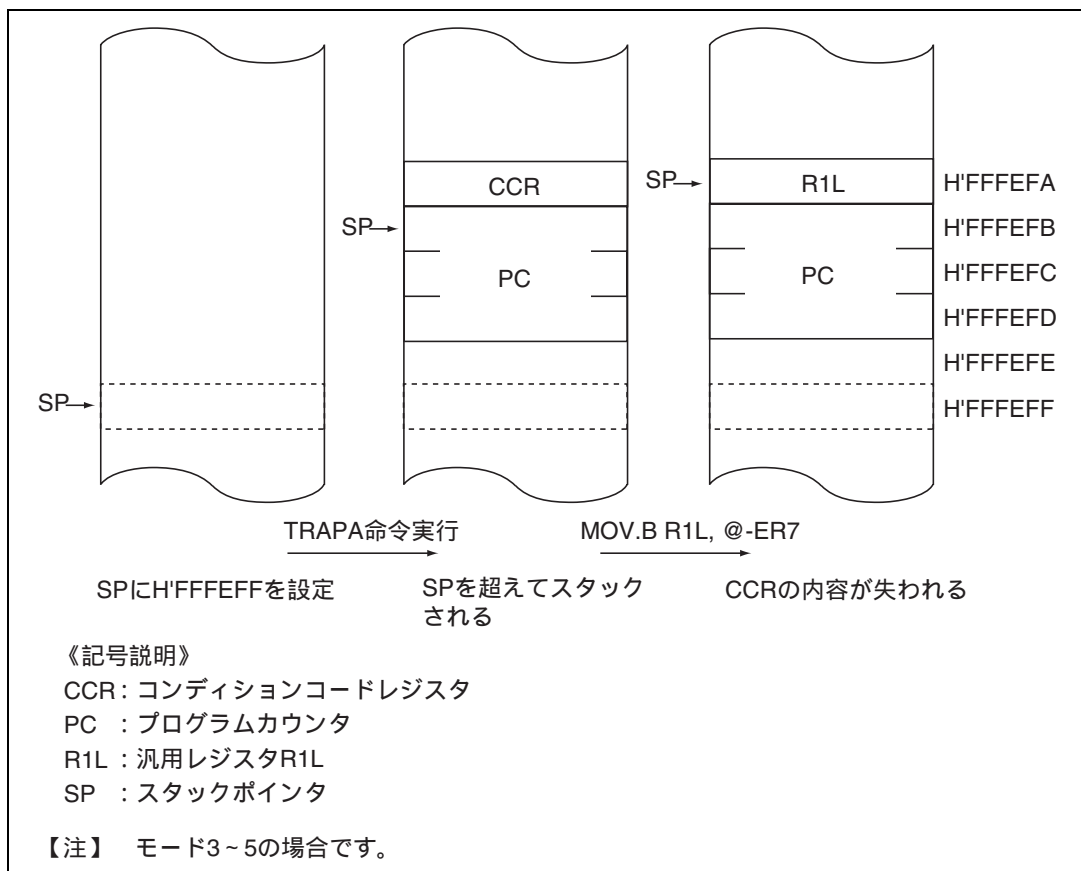 CCR
SP
R1L
H'FFFEFA
SP
H'FFFEFB
PC
PC
H'FFFEFC
H'FFFEFD
H'FFFEFE
SP
H'FFFEFF
TRAPA命令実行
MOV.B R1L, @-ER7
SPにH'FFFEFFを設定
SPを超えてスタック
される
CCRの内容が失われる
《記号説明》
CCR : コンディションコードレジスタ
PC : プログラムカウンタ
R1L : 汎用レジスタR1L
SP : スタックポインタ
【注】 モード3~5の場合です。